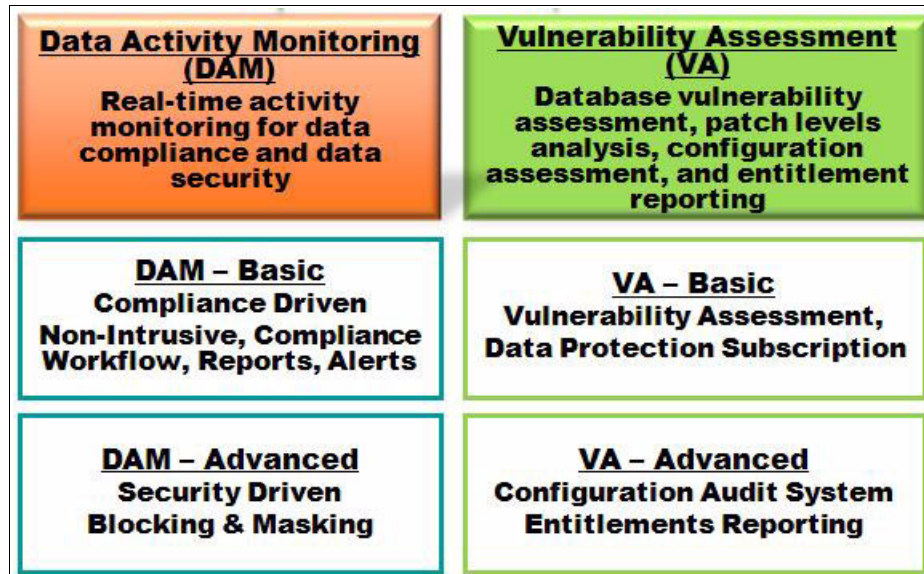 Data Activity Monitoring
(DAM)
Real-time activity
monitoring for data
compliance and data
security
Vulnerability Assessment
(VA)
Database vulnerability
assessment, patch levels
analysis, configuration
assessment, and entitlement
reporting
DAM – Basic
Compliance Driven
Non-Intrusive, Compliance
Workflow, Reports, Alerts
VA – Basic
Vulnerability Assessment,
Data Protection Subscription
DAM – Advanced
Security Driven
Blocking & Masking
VA – Advanced
Configuration Audit System
Entitlements Reporting